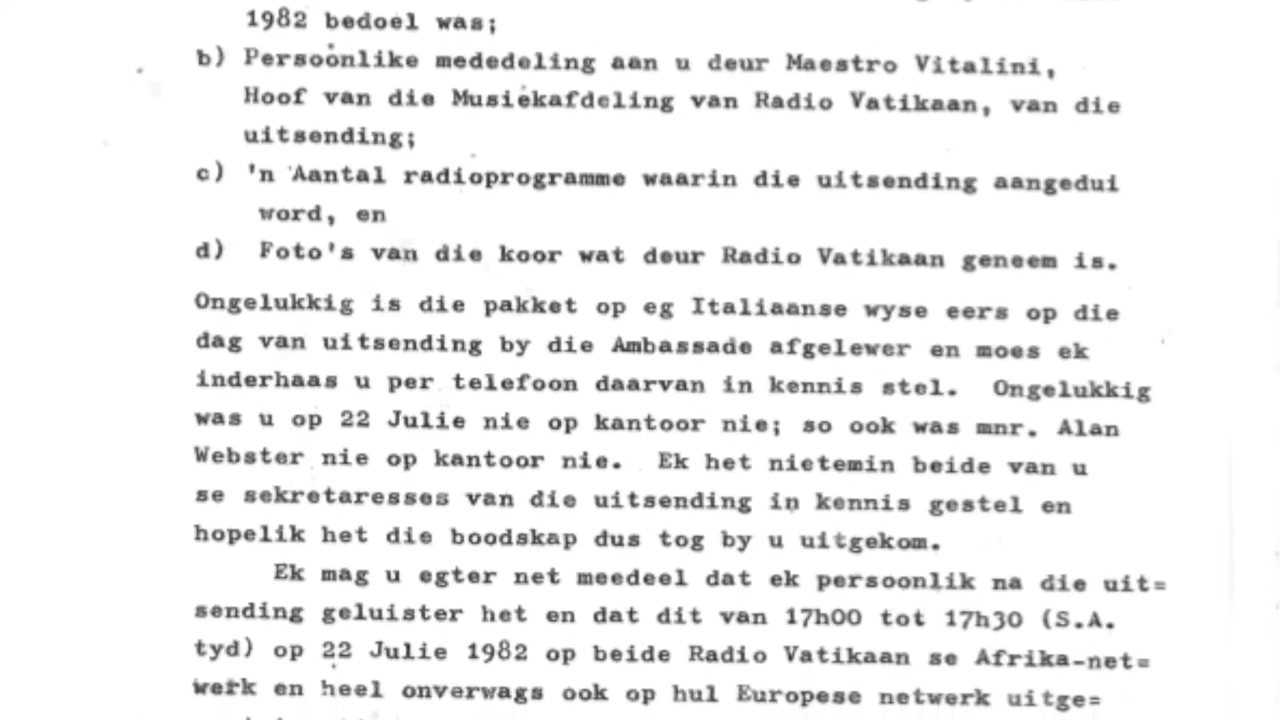 1982 bedoel was;
b) Persoonlike mededeling aan u deur Maestro Vitalini,
Hoof van die Musiekafdeling van Radio Vatikaan, van die
uitsending;
c) 'n Aantal radioprogramme waarin die uitsending aangedui
word, en
d) Foto's van die koor wat deur Radio Vatikaan geneem is.
Ongelukkig is die pakket op eg Italiaanse wyse eers op die
dag van uitsending by die Ambassade afgelewer en moes ek
inderhaas u per telefoon daarvan in kennis stel. Ongelukkig
was u op 22 Julie nie op kantoor nie; so ook was mnr. Alan
Webster nie op kantoor nie. Ek het nietemin beide van u
se sekretaresses van die uitsending in kennis gestel en
hopelik het die boodskap dus tog by u uitgekom.
Ek mag u egter net meedeel dat ek persoonlik na die uit=
sending geluister het en dat dit van 17h00 tot 17h30 (S.A.
tyd) op 22 Julie 1982 op beide Radio Vatikaan se Afrika-net=
werk en heel onverwags ook op hul Europese netwerk uitge=